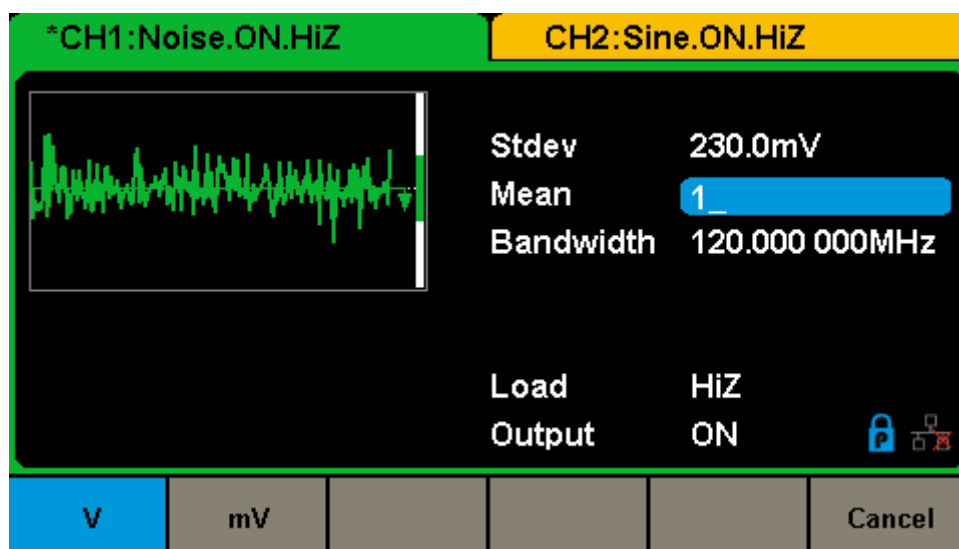 *CH1:Noise.ON.HiZ CH2:Sine.ON.HiZ
Stdev 230.0mV
Mean 1_
Bandwidth 120.000 000MHz
Load HiZ
Output ON
V mV Cancel